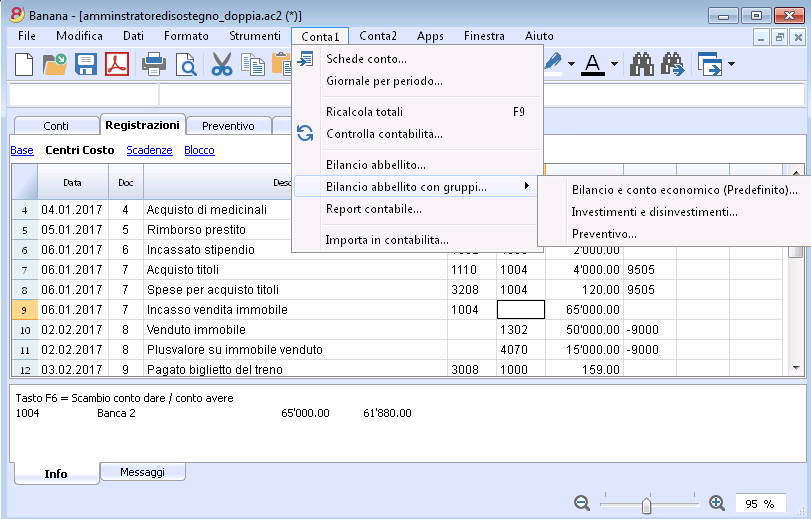 Banana - [amminstratoredisostegno_doppia.ac2 (*)]
File Modifica Dati Formato Strumenti Conta1 Conta2 Apps Finestra Aiuto
Schede conto...
Giornale per periodo...
Ricalcola totali F9
Controlla contabilità...
Bilancio abbellito...
Bilancio abbellito con gruppi...
Report contabile...
Importa in contabilità...
Bilancio e conto economico (Predefinito)...
Investimenti e disinvestimenti...
Preventivo...
A
Conti Registrazioni Preventivo
Base Centri Costo Scadenze Blocco
Data Doc
4 04.01.2017 4 Acquisto di medicinali
5 05.01.2017 5 Rimborso prestito
6 06.01.2017 6 Incassato stipendio 2'000.00
7 06.01.2017 7 Acquisto titoli 1110 1004 4'000.00 9505
8 06.01.2017 7 Spese per acquisto titoli 3208 1004 120.00 9505
9 06.01.2017 7 Incasso vendita immobile 1004 65'000.00
10 02.02.2017 8 Venduto immobile 1302 50'000.00 -9000
11 02.02.2017 8 Plusvalore su immobile venduto 4070 15'000.00 -9000
12 03.02.2017 9 Pagato biglietto del treno 3008 1000 159.00
Tasto F6 = Scambio conto dare / conto avere
1004 Banca 2 65'000.00 61'880.00
Info Messaggi
95 %